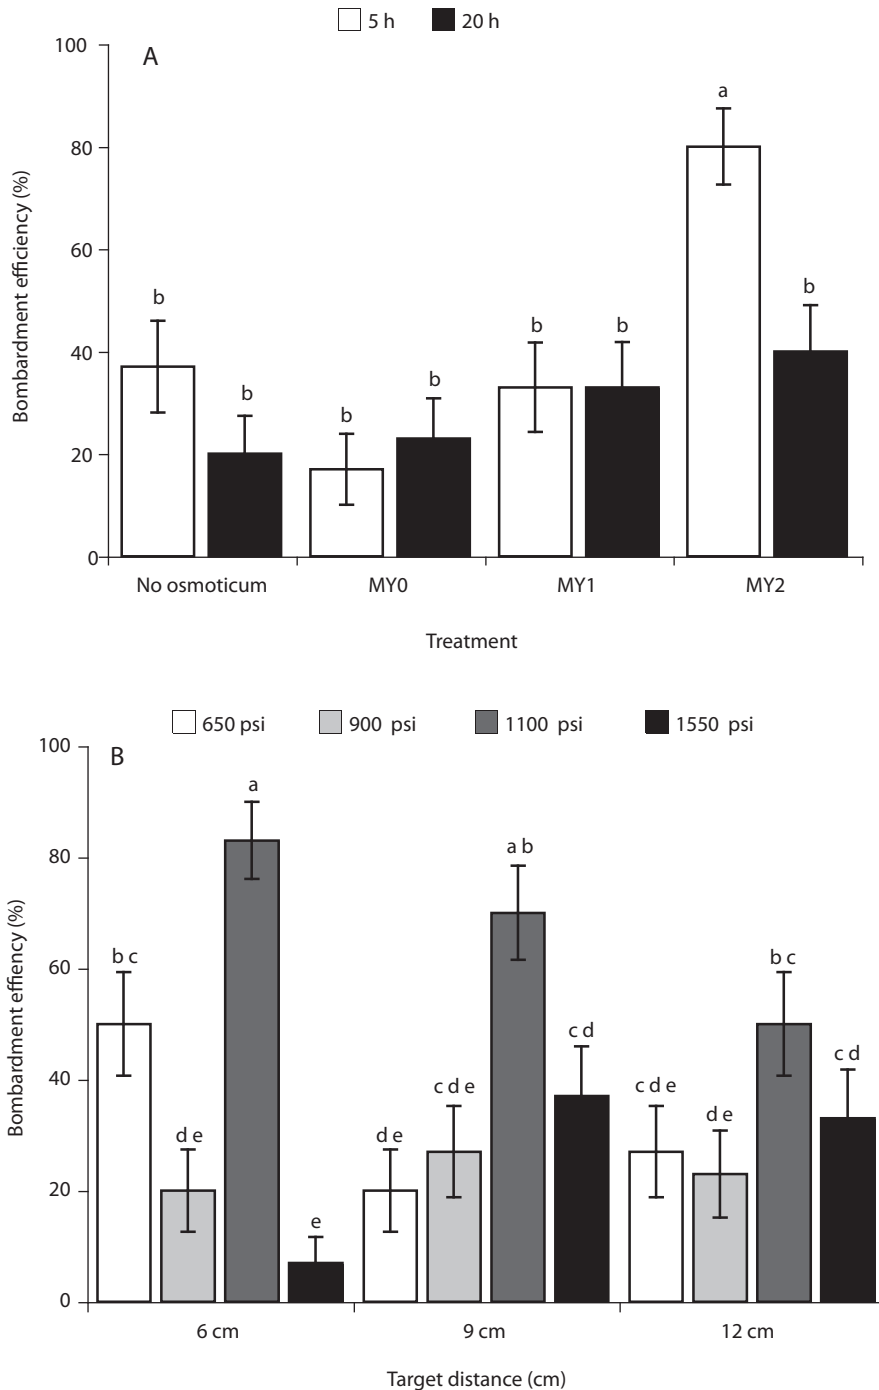 5 h 20 h
A
Bombardment efficiency (%)
100
80
60
40
20
0
b b b b b b a b
No osmoticum MY0 MY1 MY2
Treatment
650 psi 900 psi 1100 psi 1550 psi
B
Bombardment effiency (%)
100
80
60
40
20
0
b c d e a e d e c d e a b c d c d e d e b c c d
6 cm 9 cm 12 cm
Target distance (cm)